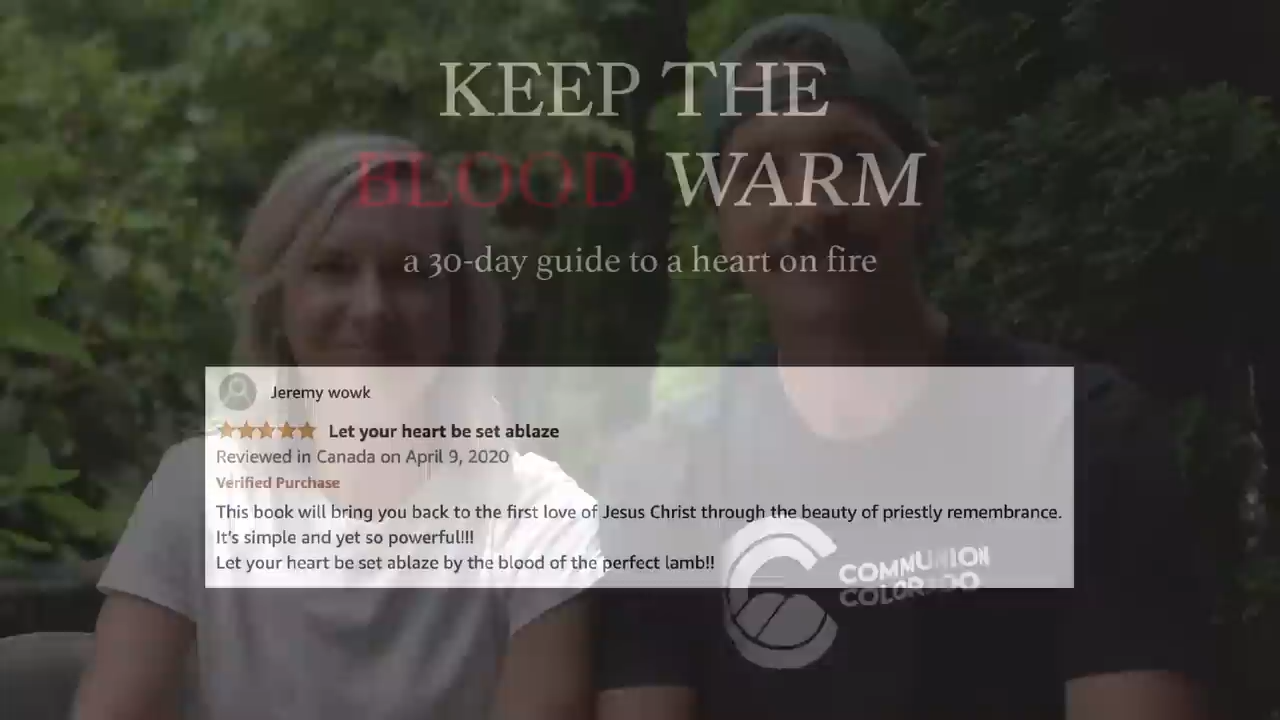 KEEP THE
BLOOD WARM
a 30-day guide to a heart on fire
Jeremy wowk
Let your heart be set ablaze
Reviewed in Canada on April 9, 2020
Verified Purchase
This book will bring you back to the first love of Jesus Christ through the beauty of priestly remembrance.
It's simple and yet so powerful!!!
Let your heart be set ablaze by the blood of the perfect lamb!!
COMMUNION
COLORADO